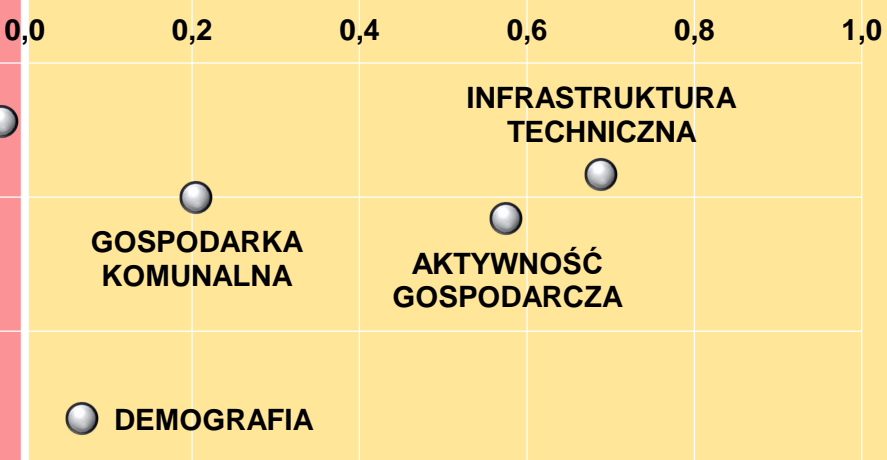 0,0 0,2 0,4 0,6 0,8 1,0
INFRASTRUKTURA
TECHNICZNA
GOSPODARKA
KOMUNALNA
AKTYWNOŚĆ
GOSPODARCZA
DEMOGRAFIA